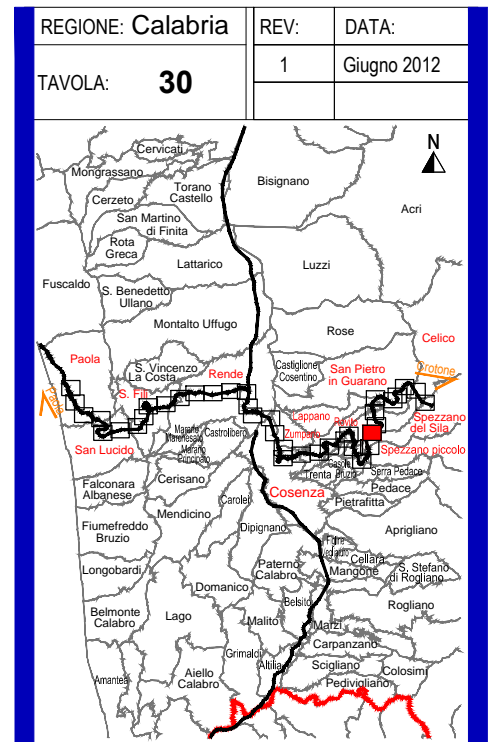 REGIONE: Calabria
REV:
DATA:
TAVOLA: 30
1
Giugno 2012
N
Cervicati
Mongrassano
Bisignano
Torano
Castello
Cerzeto
Acri
San Martino
di Finita
Rota
Greca
Lattarico
Luzzi
Fuscaldo
S. Benedetto
Ullano
Montalto Uffugo
Rose
Celico
Paola
S. Vincenzo
La Costa
Rende
Castiglione
Cosentino
San Pietro
in Guarano
Crotone
Paola
S. Fili
Lappano
Rovito
Spezzano
del Sila
Marano
Marchesato
Castrolibero
Zumpano
San Lucido
Marano
Principato
Spezzano piccolo
Casole
Bruzio
Trenta
Serra Pedace
Cerisano
Falconara
Albanese
Carolei
Cosenza
Pedace
Pietrafitta
Mendicino
Fiumefreddo
Bruzio
Dipignano
Aprigliano
Cellara
Paterno
Calabro
Mangone
S. Stefano
di Rogliano
Longobardi
Domanico
Belsito
Rogliano
Belmonte
Calabro
Lago
Malito
Marzi
Carpanzano
Grimaldi
Altilia
Scigliano
Colosimi
Amantea
Aiello
Calabro
Pedivigliano